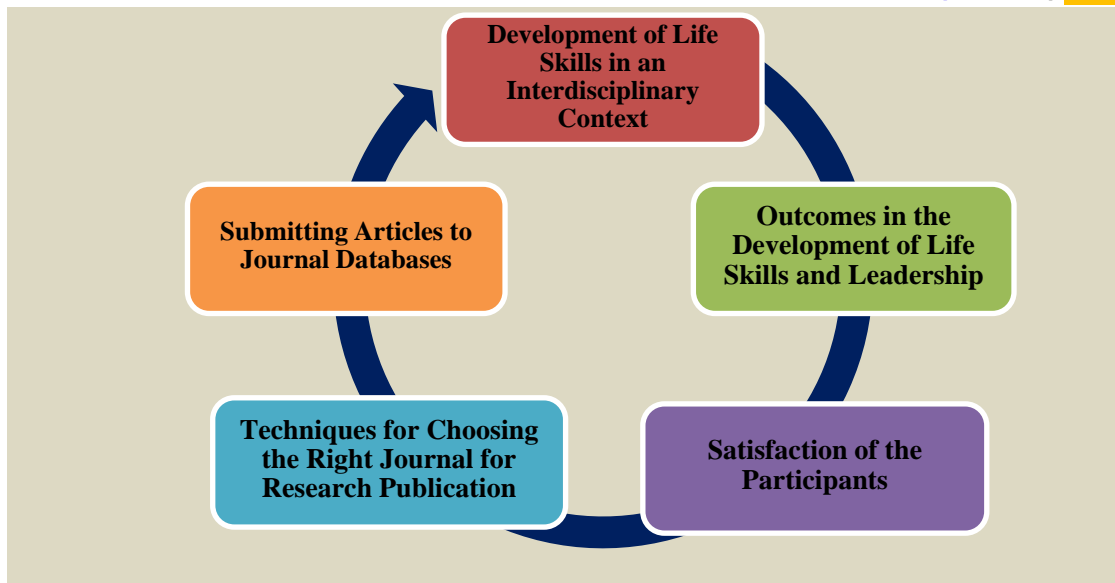 Development of Life
Skills in an
Interdisciplinary
Context
Outcomes in the
Development of Life
Skills and Leadership
Satisfaction of the
Participants
Techniques for Choosing
the Right Journal for
Research Publication
Submitting Articles to
Journal Databases